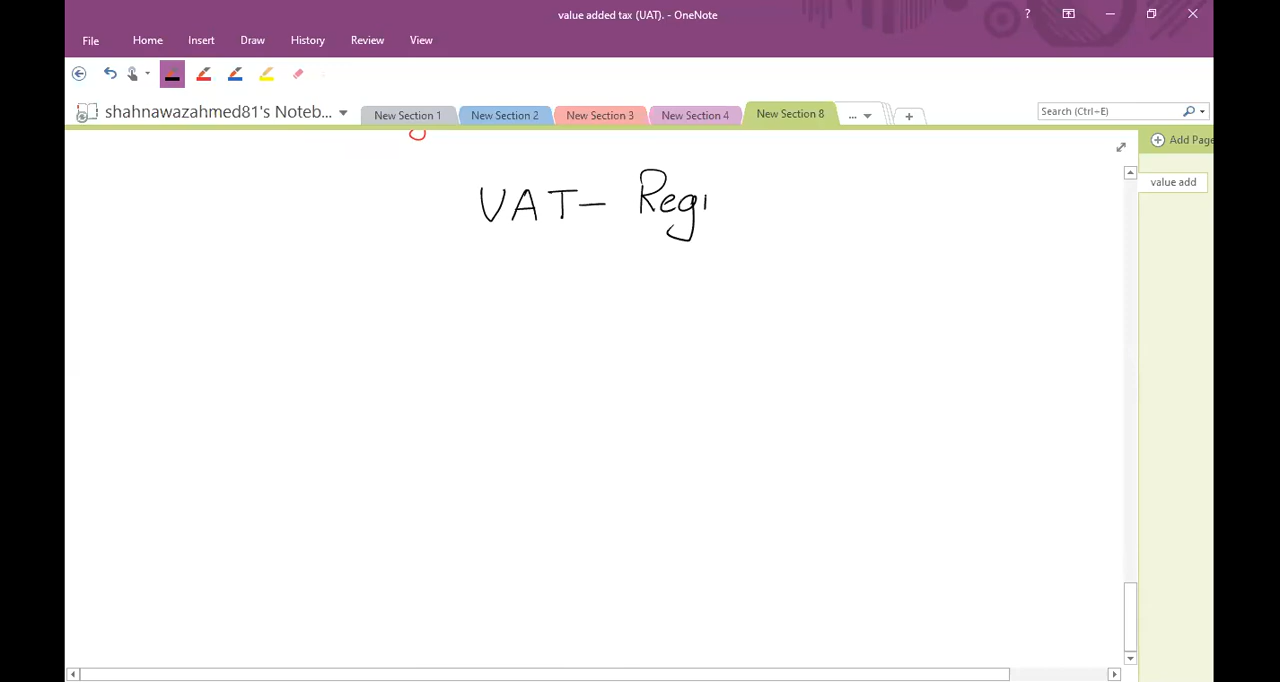 value added tax (UAT). - OneNote
?
File Home Insert Draw History Review View
shahnawazahmed81's Noteb... New Section 1 New Section 2 New Section 3 New Section 4 New Section 8 ... + Search (Ctrl+E)
Add Page
value add
VAT- Regi